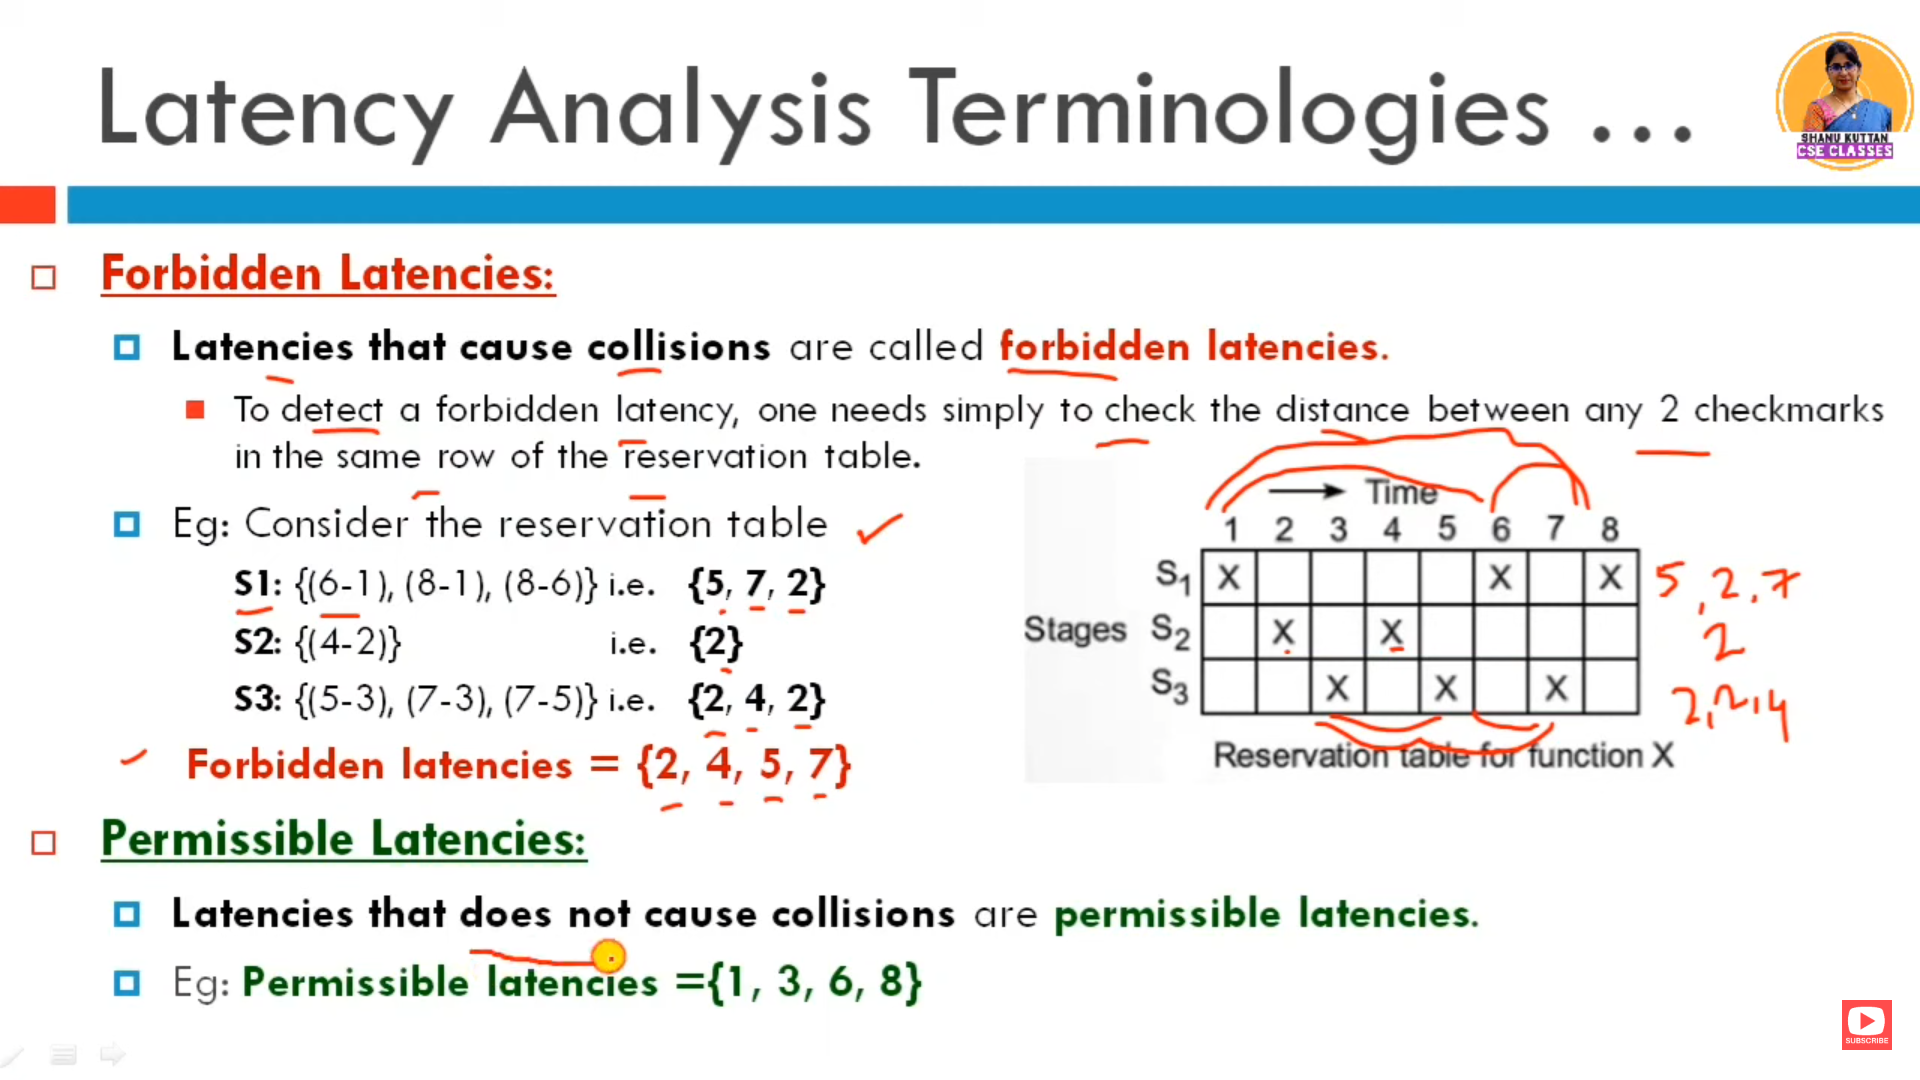 Latency Analysis Terminologies ...
SHANU KUTTAN
CSE CLASSES
Forbidden Latencies:
Latencies that cause collisions are called forbidden latencies.
To detect a forbidden latency, one needs simply to check the distance between any 2 checkmarks
in the same row of the reservation table.
Eg: Consider the reservation table
S1: {(6-1), (8-1), (8-6)} i.e. {5, 7, 2}
S2: {(4-2)} i.e. {2}
S3: {(5-3), (7-3), (7-5)} i.e. {2, 4, 2}
Forbidden latencies = {2, 4, 5, 7}
Time
1 2 3 4 5 6 7 8
S1 X X X 5, 2, 7
Stages S2 X X 2
S3 X X X 2, 2, 4
Reservation table for function X
Permissible Latencies:
Latencies that does not cause collisions are permissible latencies.
Eg: Permissible latencies ={1, 3, 6, 8}
SUBSCRIBE